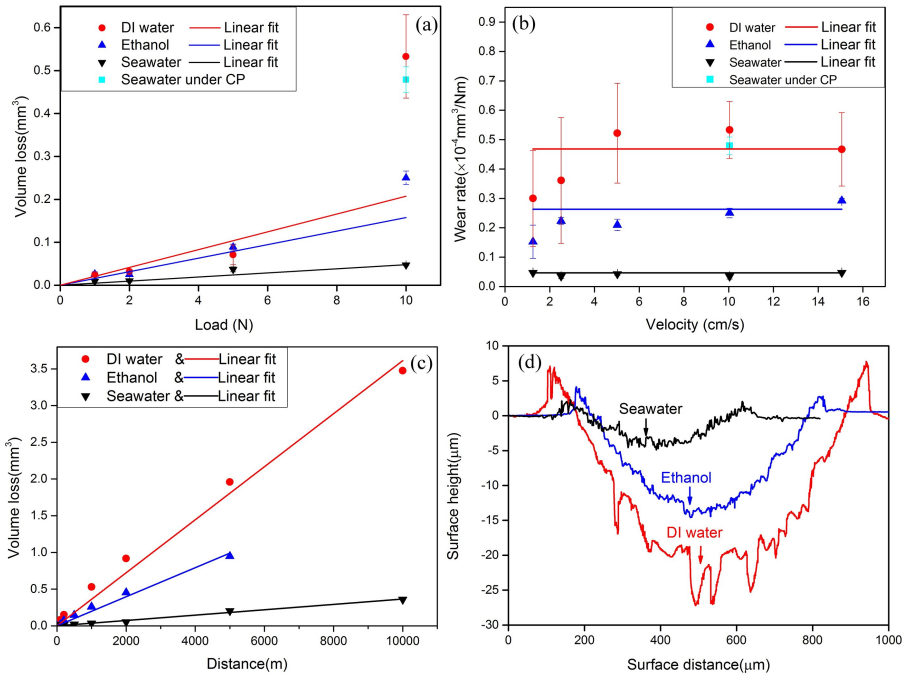 (a)
DI water Linear fit
Ethanol Linear fit
Seawater Linear fit
Seawater under CP
Volume loss(mm³)
0.6
0.4
0.2
0.1
0.0
0 2 4 6 8 10
Load (N)
(b)
DI water Linear fit
Ethanol Linear fit
Seawater Linear fit
Seawater under CP
Wear rate(×10⁻⁴mm³/Nm)
0.9
0.8
0.7
0.6
0.5
0.4
0.3
0.2
0.1
0.0
0 2 4 6 8 10 12 14 16
Velocity (cm/s)
(c)
DI water & Linear fit
Ethanol & Linear fit
Seawater & Linear fit
Volume loss(mm³)
3.5
3.0
2.5
2.0
1.5
1.0
0.5
0.0
0 2000 4000 6000 8000 10000
Distance(m)
(d)
Seawater
Ethanol
DI water
Surface height(μm)
10
5
0
-5
-10
-15
-20
-25
-30
0 200 400 600 800 1000
Surface distance(μm)